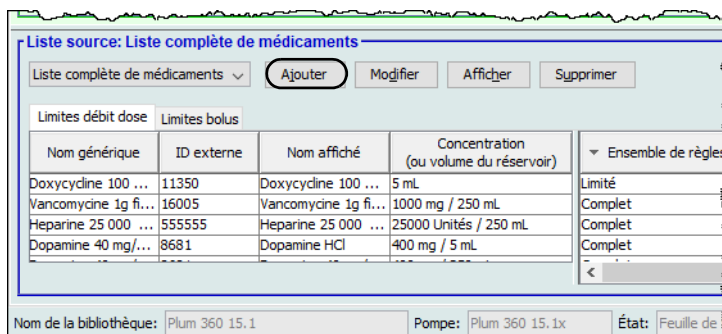 Liste source: Liste complète de médicaments
Liste complète de médicaments Ajouter Modifier Afficher Supprimer
Limites débit dose Limites bolus
Nom générique ID externe Nom affiché Concentration (ou volume du réservoir) Ensemble de règles
Doxycycline 100 ... 11350 Doxycycline 100 ... 5 mL Limité
Vancomycine 1g fi... 16005 Vancomycine 1g fi... 1000 mg / 250 mL Complet
Heparine 25 000 ... 555555 Heparine 25 000 ... 25000 Unités / 250 mL Complet
Dopamine 40 mg/... 8681 Dopamine HCl 400 mg / 5 mL Complet
Nom de la bibliothèque: Plum 360 15.1 Pompe: Plum 360 15.1x État: Feuille de